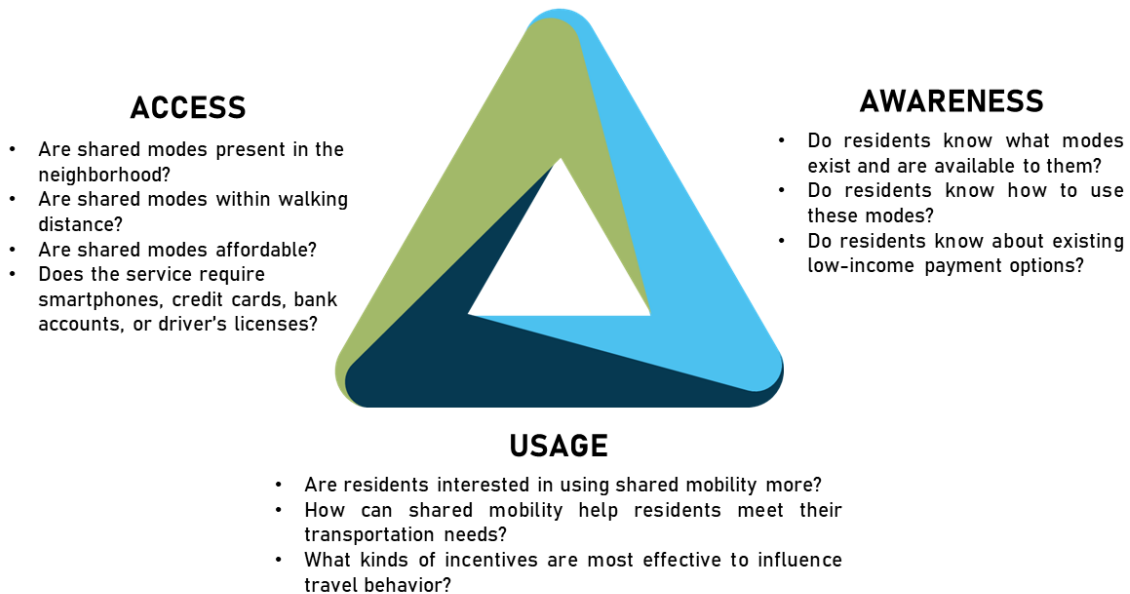 ACCESS
• Are shared modes present in the
neighborhood?
• Are shared modes within walking
distance?
• Are shared modes affordable?
• Does the service require
smartphones, credit cards, bank
accounts, or driver's licenses?
AWARENESS
• Do residents know what modes
exist and are available to them?
• Do residents know how to use
these modes?
• Do residents know about existing
low-income payment options?
USAGE
• Are residents interested in using shared mobility more?
• How can shared mobility help residents meet their
transportation needs?
• What kinds of incentives are most effective to influence
travel behavior?